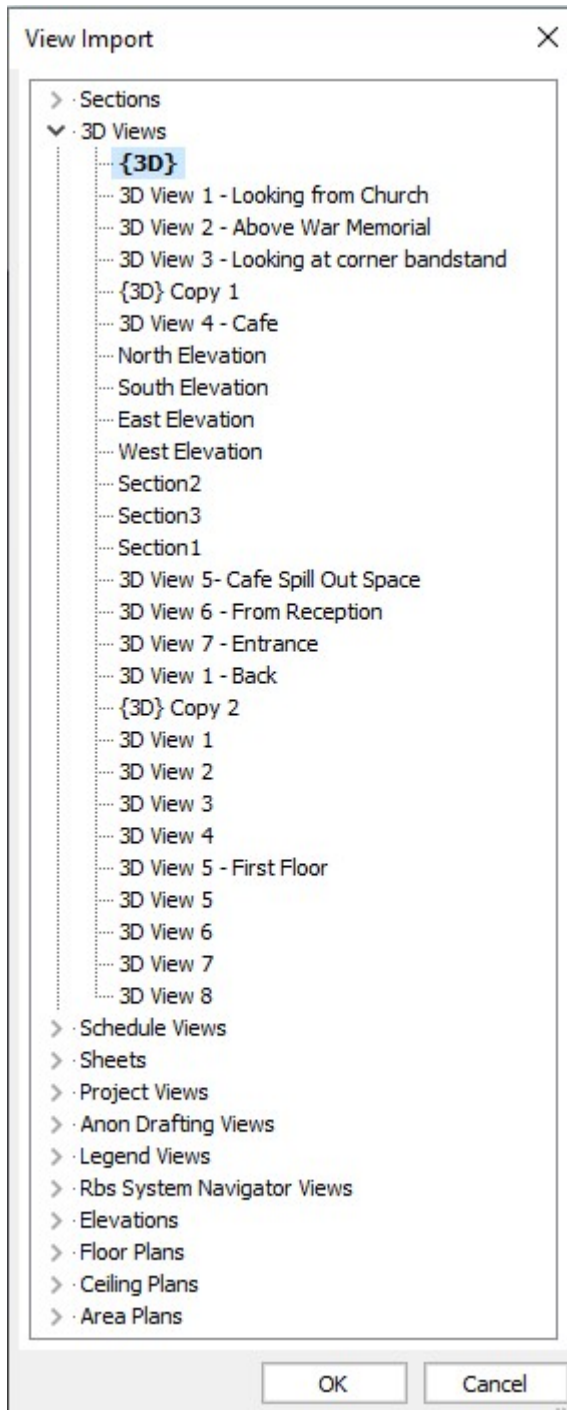 View Import
Sections
3D Views
{3D}
3D View 1 - Looking from Church
3D View 2 - Above War Memorial
3D View 3 - Looking at corner bandstand
{3D} Copy 1
3D View 4 - Cafe
North Elevation
South Elevation
East Elevation
West Elevation
Section2
Section3
Section1
3D View 5- Cafe Spill Out Space
3D View 6 - From Reception
3D View 7 - Entrance
3D View 1 - Back
{3D} Copy 2
3D View 1
3D View 2
3D View 3
3D View 4
3D View 5 - First Floor
3D View 5
3D View 6
3D View 7
3D View 8
Schedule Views
Sheets
Project Views
Anon Drafting Views
Legend Views
Rbs System Navigator Views
Elevations
Floor Plans
Ceiling Plans
Area Plans
OK Cancel